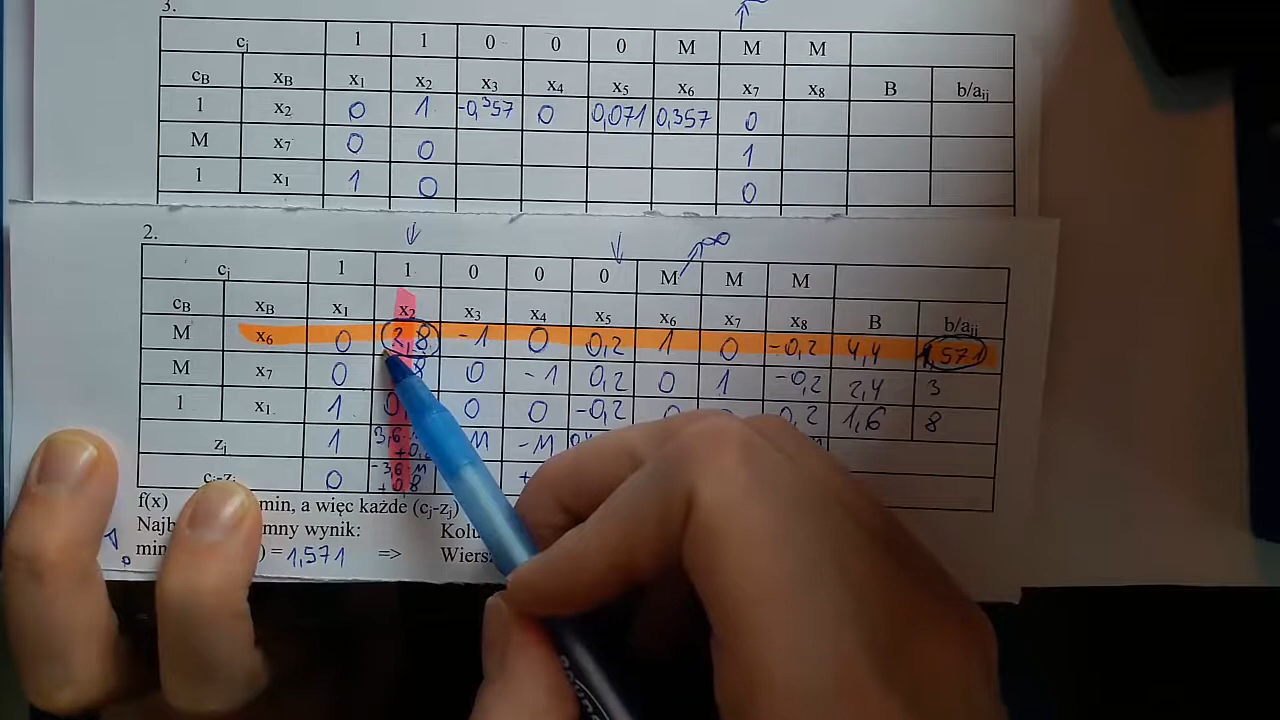 3.
cj 1 1 0 0 0 M M M
cB xB x1 x2 x3 x4 x5 x6 x7 x8 B b/aij
1 x2 0 1 -0,357 0 0,071 0,357 0
M x7 0 0 1
1 x1 1 0 0
2.
cj 1 1 0 0 0 M ∞ M M
cB xB x1 x2 x3 x4 x5 x6 x7 x8 B b/aij
M x6 0 2,8 -1 0 0,2 1 0 -0,2 4,4 1,571
M x7 0 0 -1 0,2 0 1 -0,2 2,4 3
1 x1 1 0 0 -0,2 0,2 1,6 8
zj 1 -M
cj-zj 0 -3,6M +0,8
f(x) min, a więc każde (cj-zj)
wynik:
= 1,571 =>